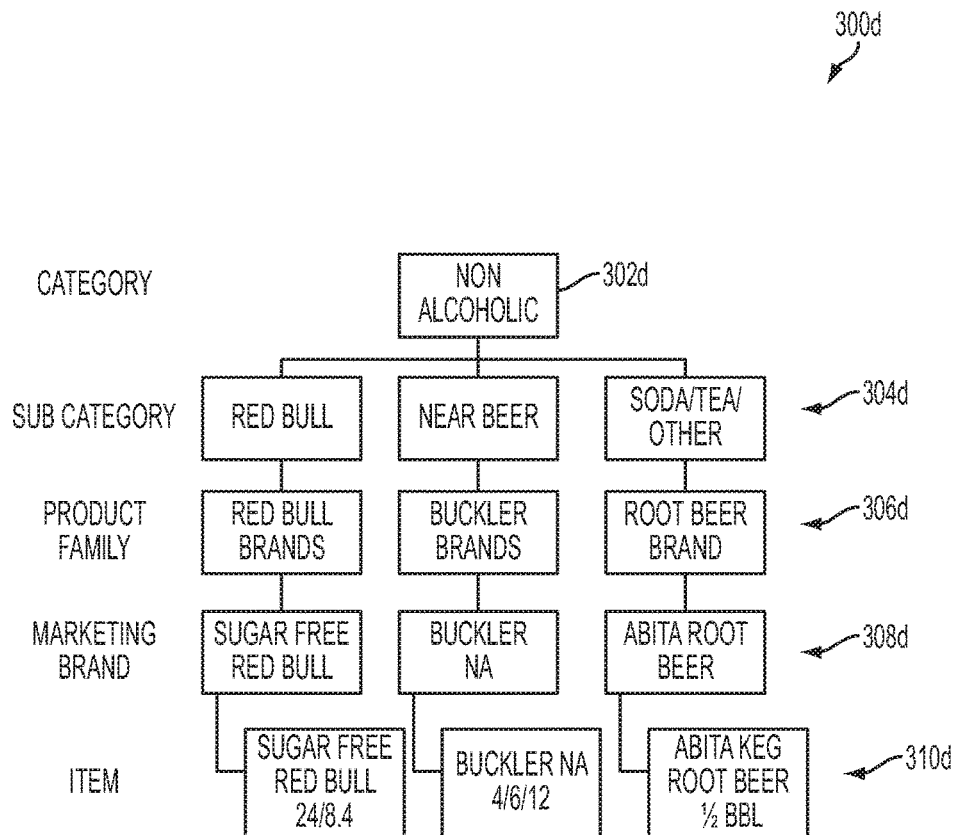 300d
CATEGORY
NON
ALCOHOLIC
302d
SUB CATEGORY
RED BULL
NEAR BEER
SODA/TEA/
OTHER
304d
PRODUCT
FAMILY
RED BULL
BRANDS
BUCKLER
BRANDS
ROOT BEER
BRAND
306d
MARKETING
BRAND
SUGAR FREE
RED BULL
BUCKLER
NA
ABITA ROOT
BEER
308d
ITEM
SUGAR FREE
RED BULL
24/8.4
BUCKLER NA
4/6/12
ABITA KEG
ROOT BEER
½ BBL
310d